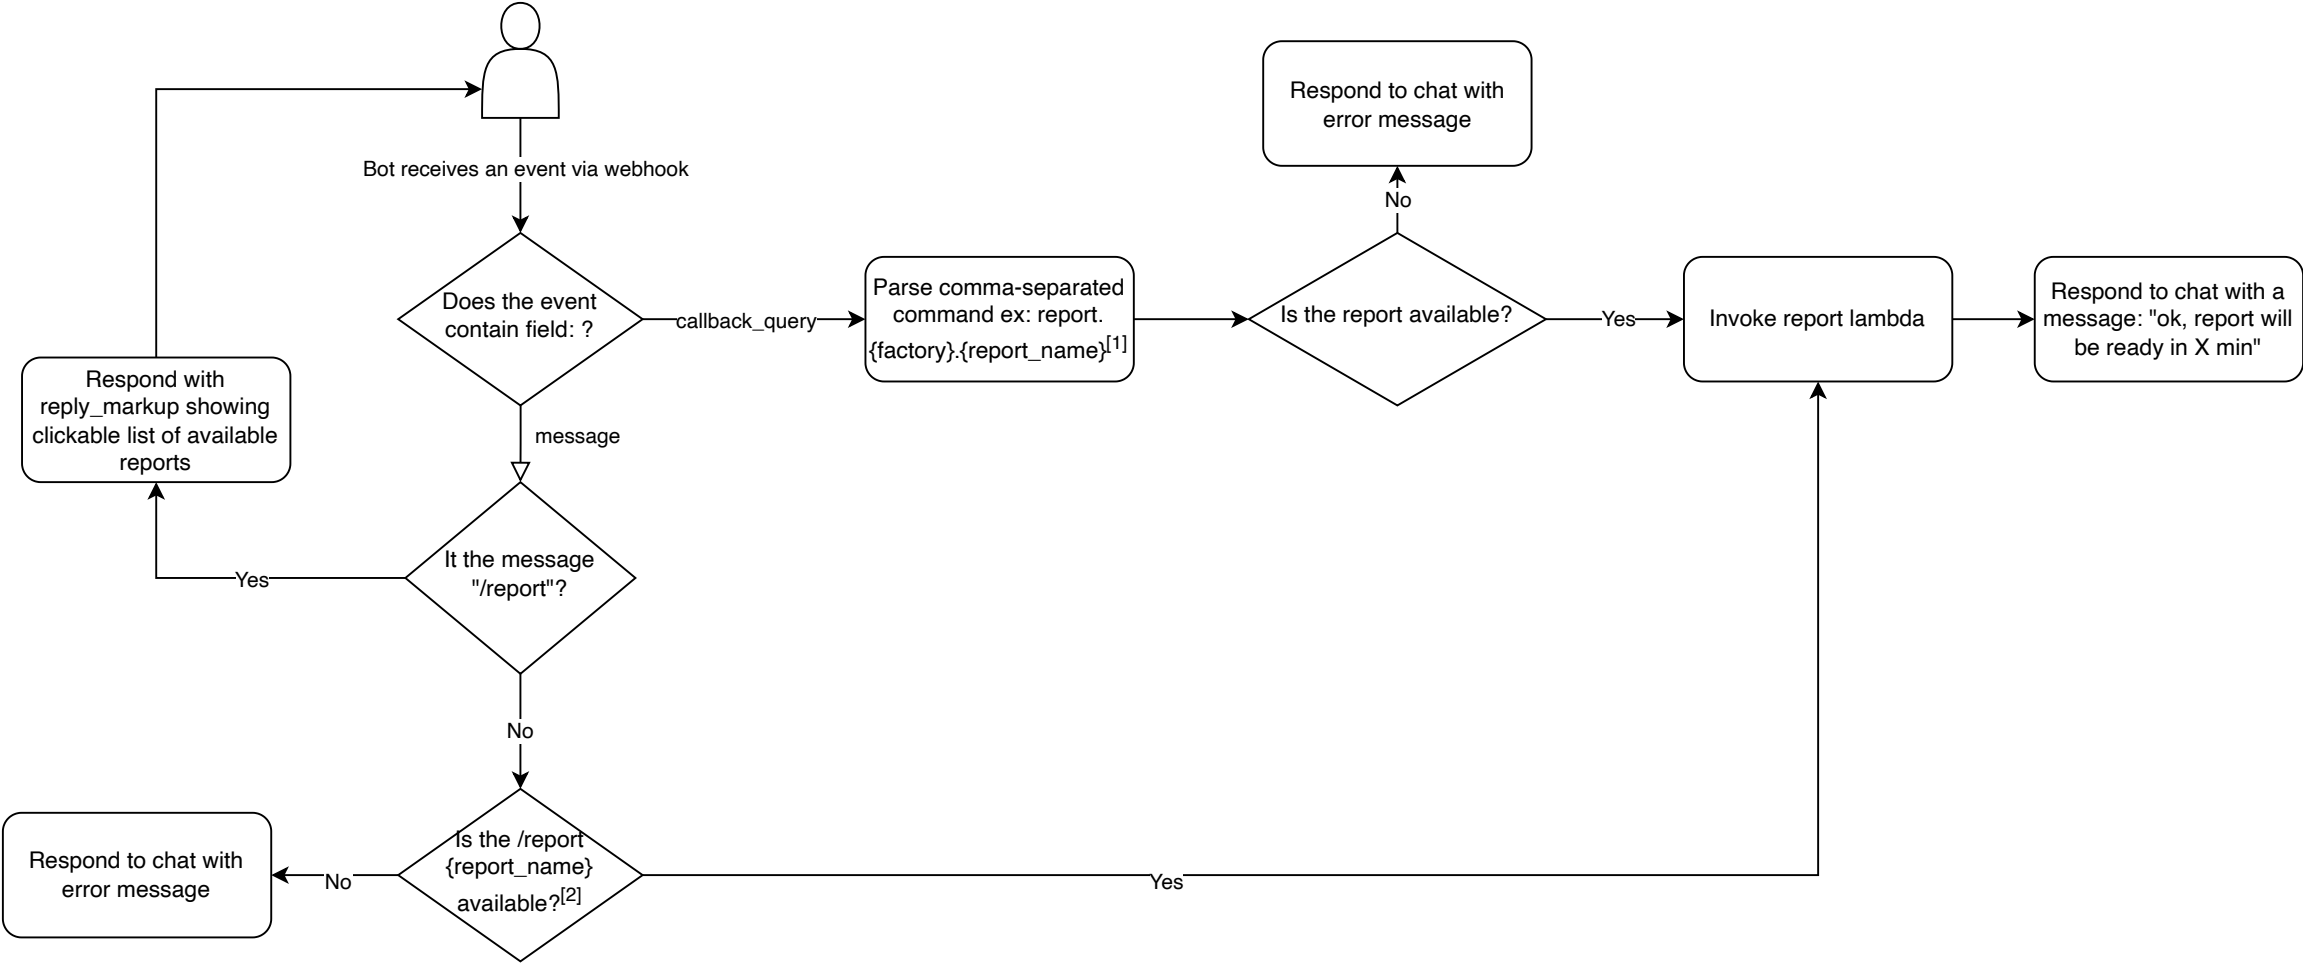 Respond to chat with
error message
Bot receives an event via webhook
No
Does the event
contain field: ?
callback_query
Parse comma-separated
command ex: report.
{factory}.{report_name}[1]
Is the report available?
Yes
Invoke report lambda
Respond to chat with a
message: "ok, report will
be ready in X min"
Respond with
reply_markup showing
clickable list of available
reports
message
It the message
"/report"?
Yes
No
Is the /report
{report_name}
available?[2]
No
Respond to chat with
error message
Yes